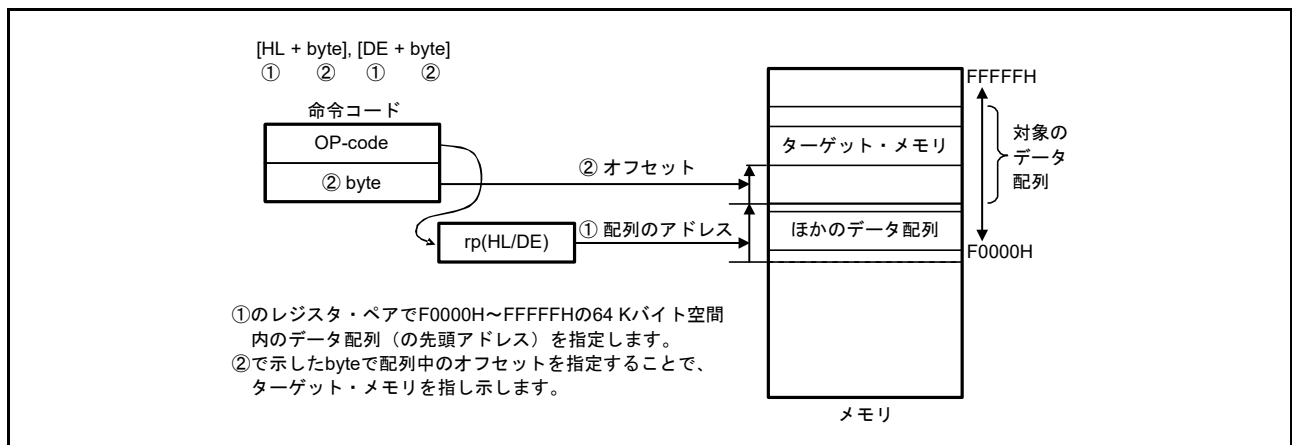 [HL + byte], [DE + byte]
① ② ① ②
命令コード
OP-code
② byte
② オフセット
rp(HL/DE)
① 配列のアドレス
FFFFFH
ターゲット・メモリ
対象の
データ
配列
ほかのデータ配列
F0000H
メモリ
①のレジスタ・ペアでF0000H～FFFFFHの64 Kバイト空間
内のデータ配列（の先頭アドレス）を指定します。
②で示したbyteで配列中のオフセットを指定することで、
ターゲット・メモリを指し示します。